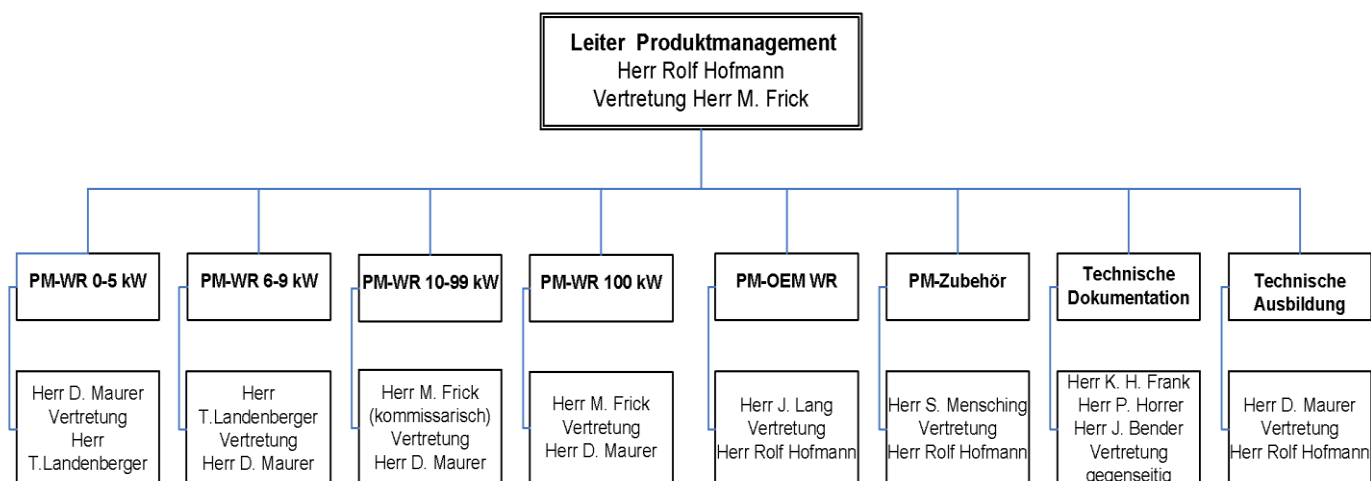 Leiter Produktmanagement
Herr Rolf Hofmann
Vertretung Herr M. Frick
PM-WR 0-5 kW
PM-WR 6-9 kW
PM-WR 10-99 kW
PM-WR 100 kW
PM-OEM WR
PM-Zubehör
Technische
Dokumentation
Technische
Ausbildung
Herr D. Maurer
Vertretung
Herr
T.Landenberger
Herr
T.Landenberger
Vertretung
Herr D. Maurer
Herr M. Frick
(kommissarisch)
Vertretung
Herr D. Maurer
Herr M. Frick
Vertretung
Herr D. Maurer
Herr J. Lang
Vertretung
Herr Rolf Hofmann
Herr S. Mensching
Vertretung
Herr Rolf Hofmann
Herr K. H. Frank
Herr P. Horrer
Herr J. Bender
Vertretung
gegenseitig
Herr D. Maurer
Vertretung
Herr Rolf Hofmann